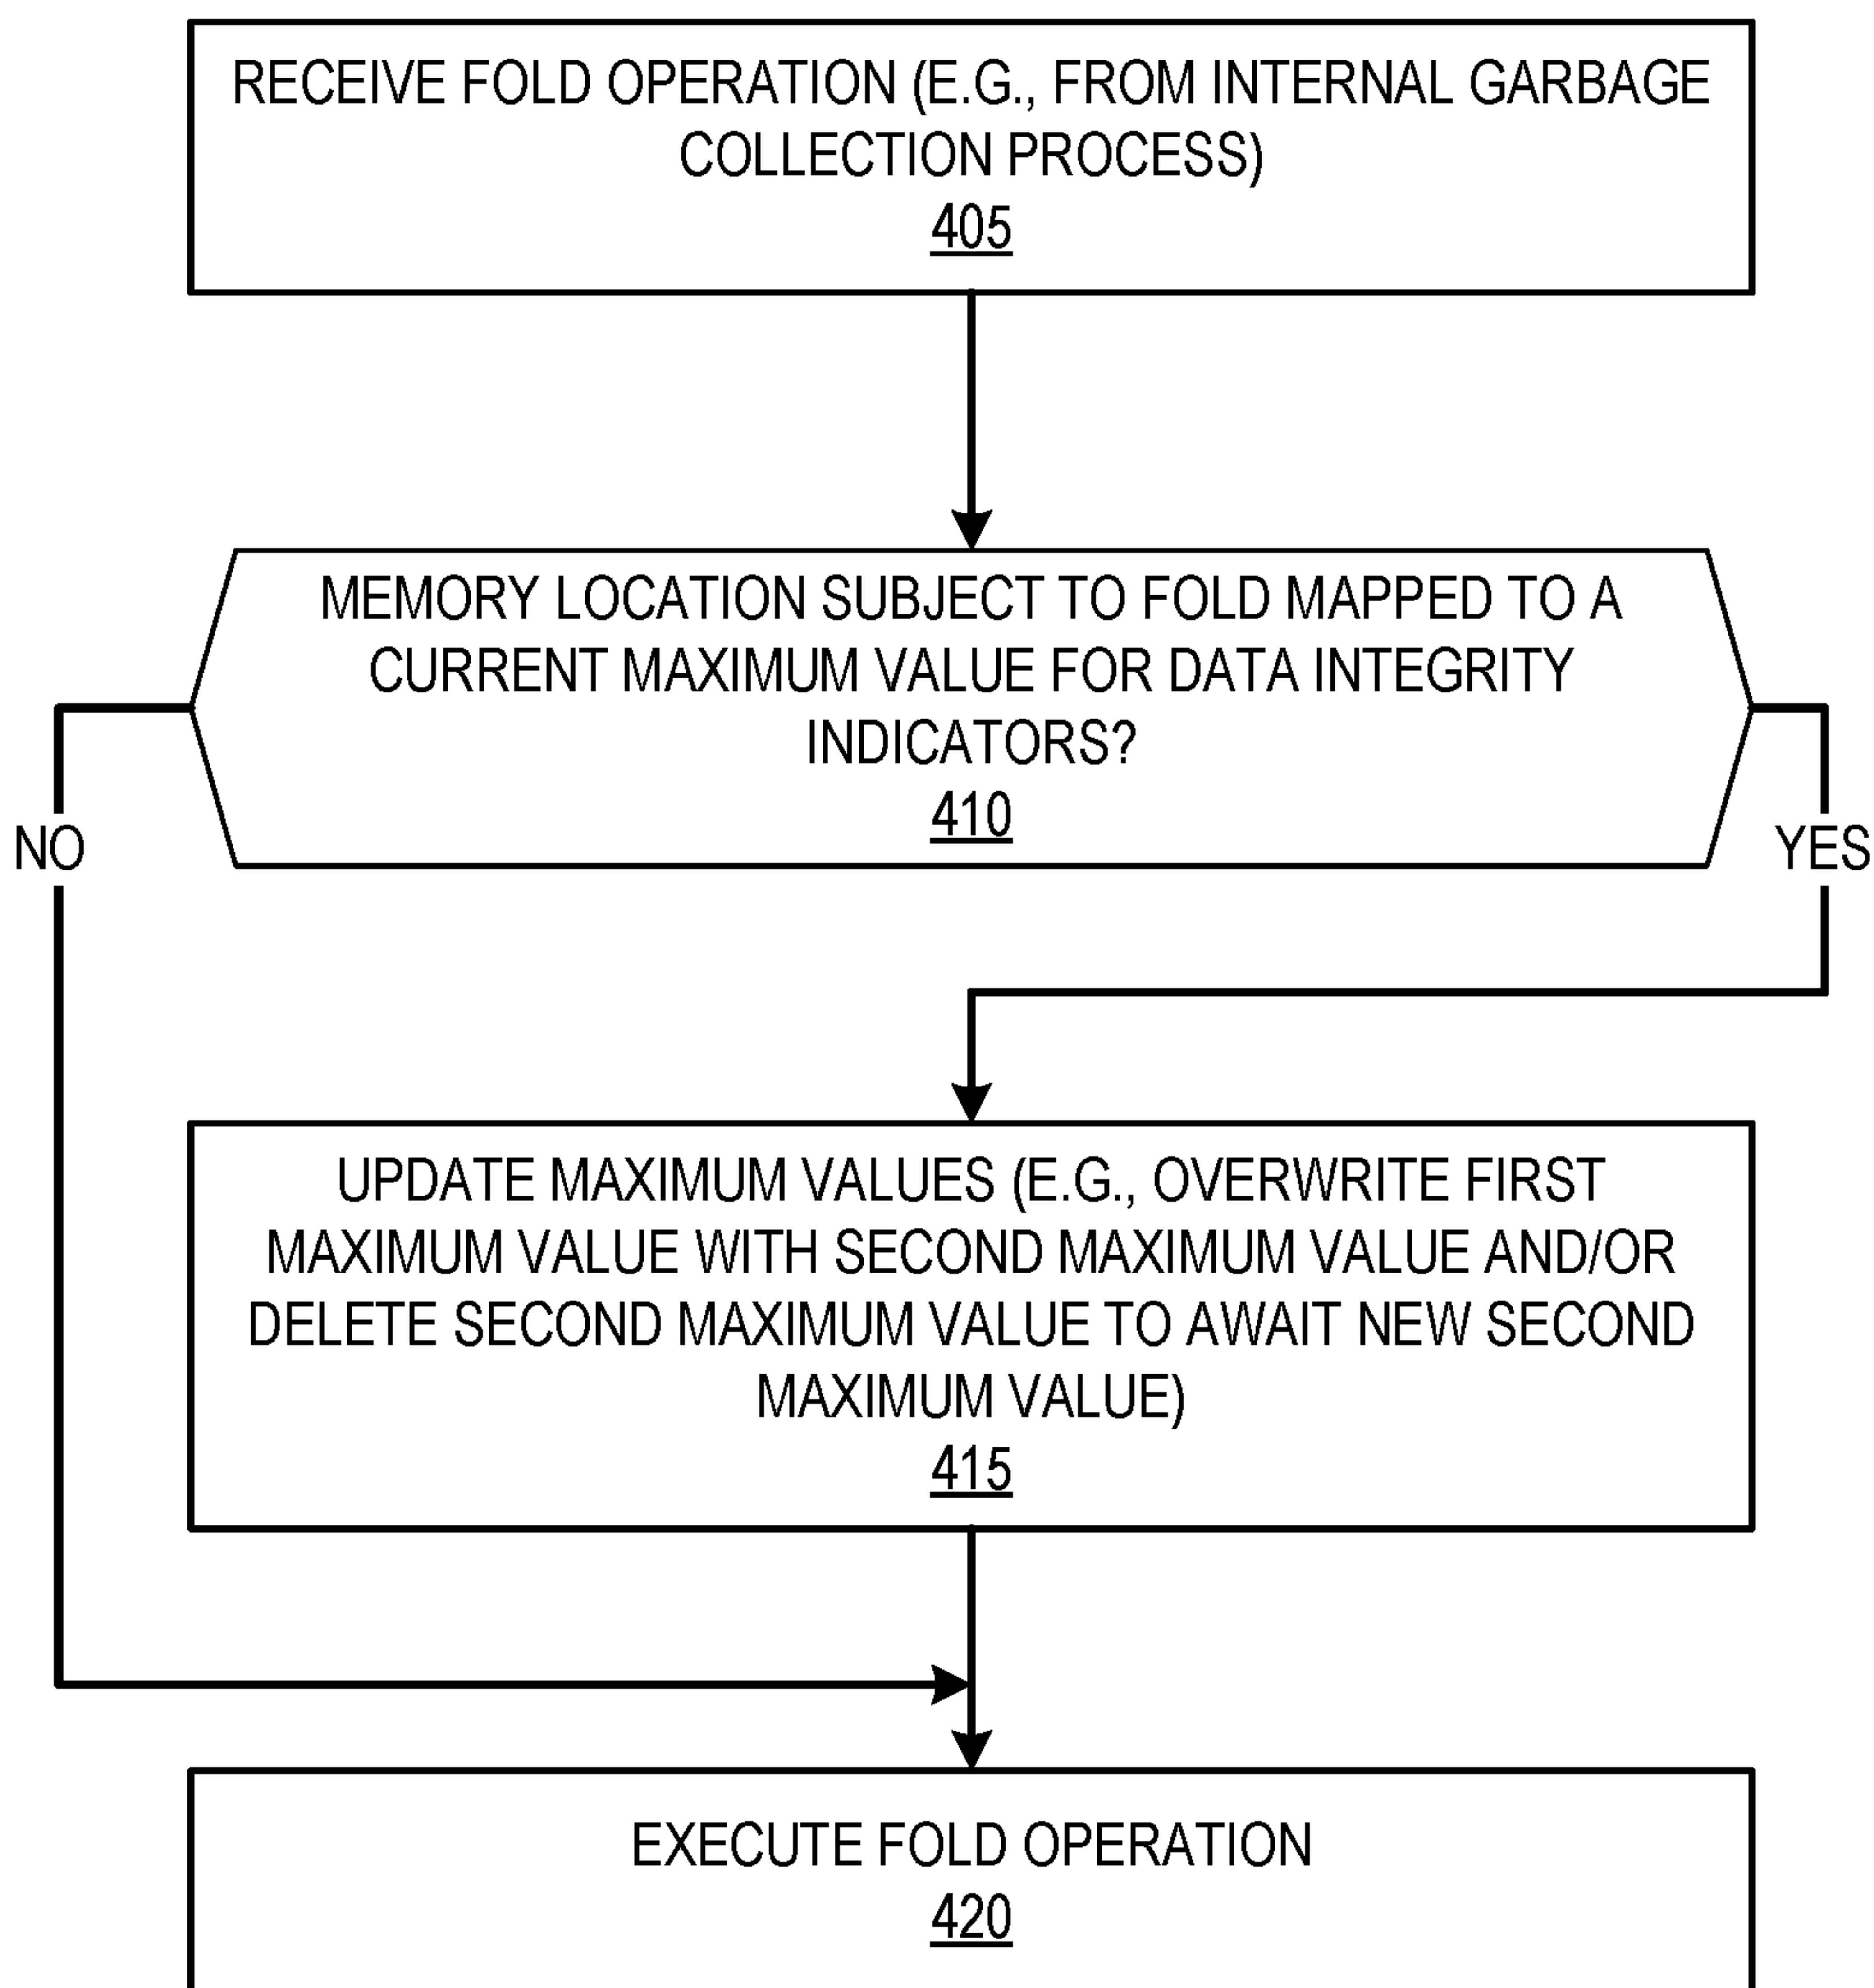 RECEIVE FOLD OPERATION (E.G., FROM INTERNAL GARBAGE
COLLECTION PROCESS)
405
MEMORY LOCATION SUBJECT TO FOLD MAPPED TO A
CURRENT MAXIMUM VALUE FOR DATA INTEGRITY
INDICATORS?
410
NO
YES
UPDATE MAXIMUM VALUES (E.G., OVERWRITE FIRST
MAXIMUM VALUE WITH SECOND MAXIMUM VALUE AND/OR
DELETE SECOND MAXIMUM VALUE TO AWAIT NEW SECOND
MAXIMUM VALUE)
415
EXECUTE FOLD OPERATION
420